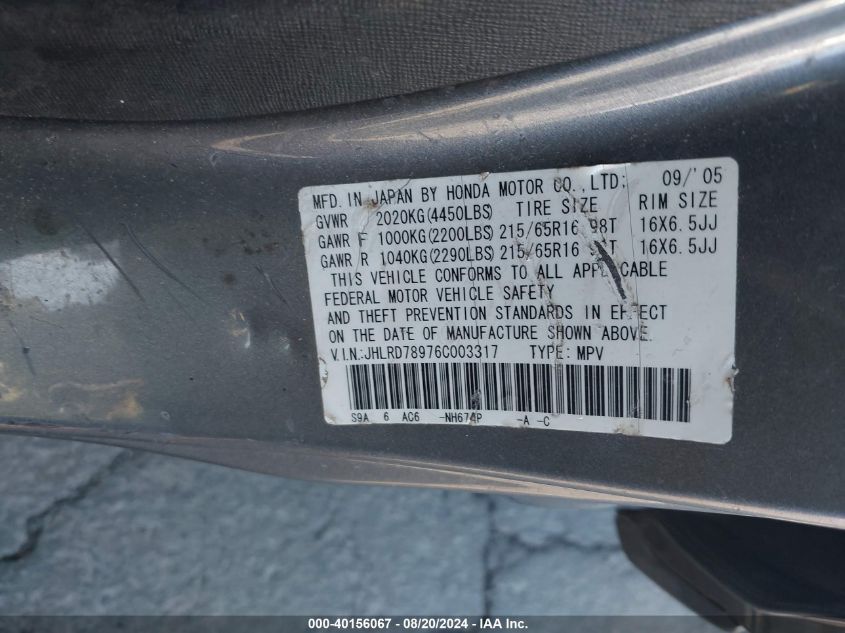 MFD. IN JAPAN BY HONDA MOTOR CO.,LTD: 09/'05
GVWR 2020KG(4450LBS) TIRE SIZE RIM SIZE
GAWR F 1000KG(2200LBS) 215/65R16 98T 16X6.5JJ
GAWR R 1040KG(2290LBS) 215/65R16 16X6.5JJ
THIS VEHICLE CONFORMS TO ALL APPLICABLE
FEDERAL MOTOR VEHICLE SAFETY
AND THEFT PREVENTION STANDARDS IN EFFECT
ON THE DATE OF MANUFACTURE SHOWN ABOVE.
V.I.N.:JHLRD78976C003317 TYPE: MPV
S9A 6 AC6 -NH674P -A -C
000-40156067 - 08/20/2024 - IAA Inc.